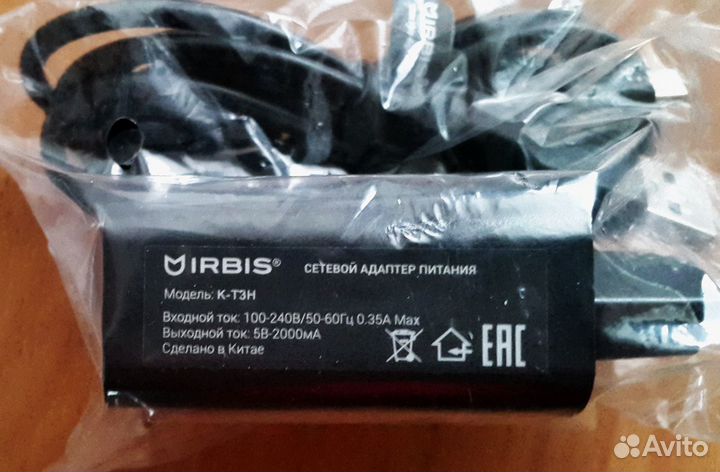 IRBIS® СЕТЕВОЙ АДАПТЕР ПИТАНИЯ
Модель: K-T3H
Входной ток: 100-240В/50-60Гц 0.35А Max
Выходной ток: 5В-2000мА
Сделано в Китае
EAC
Avito